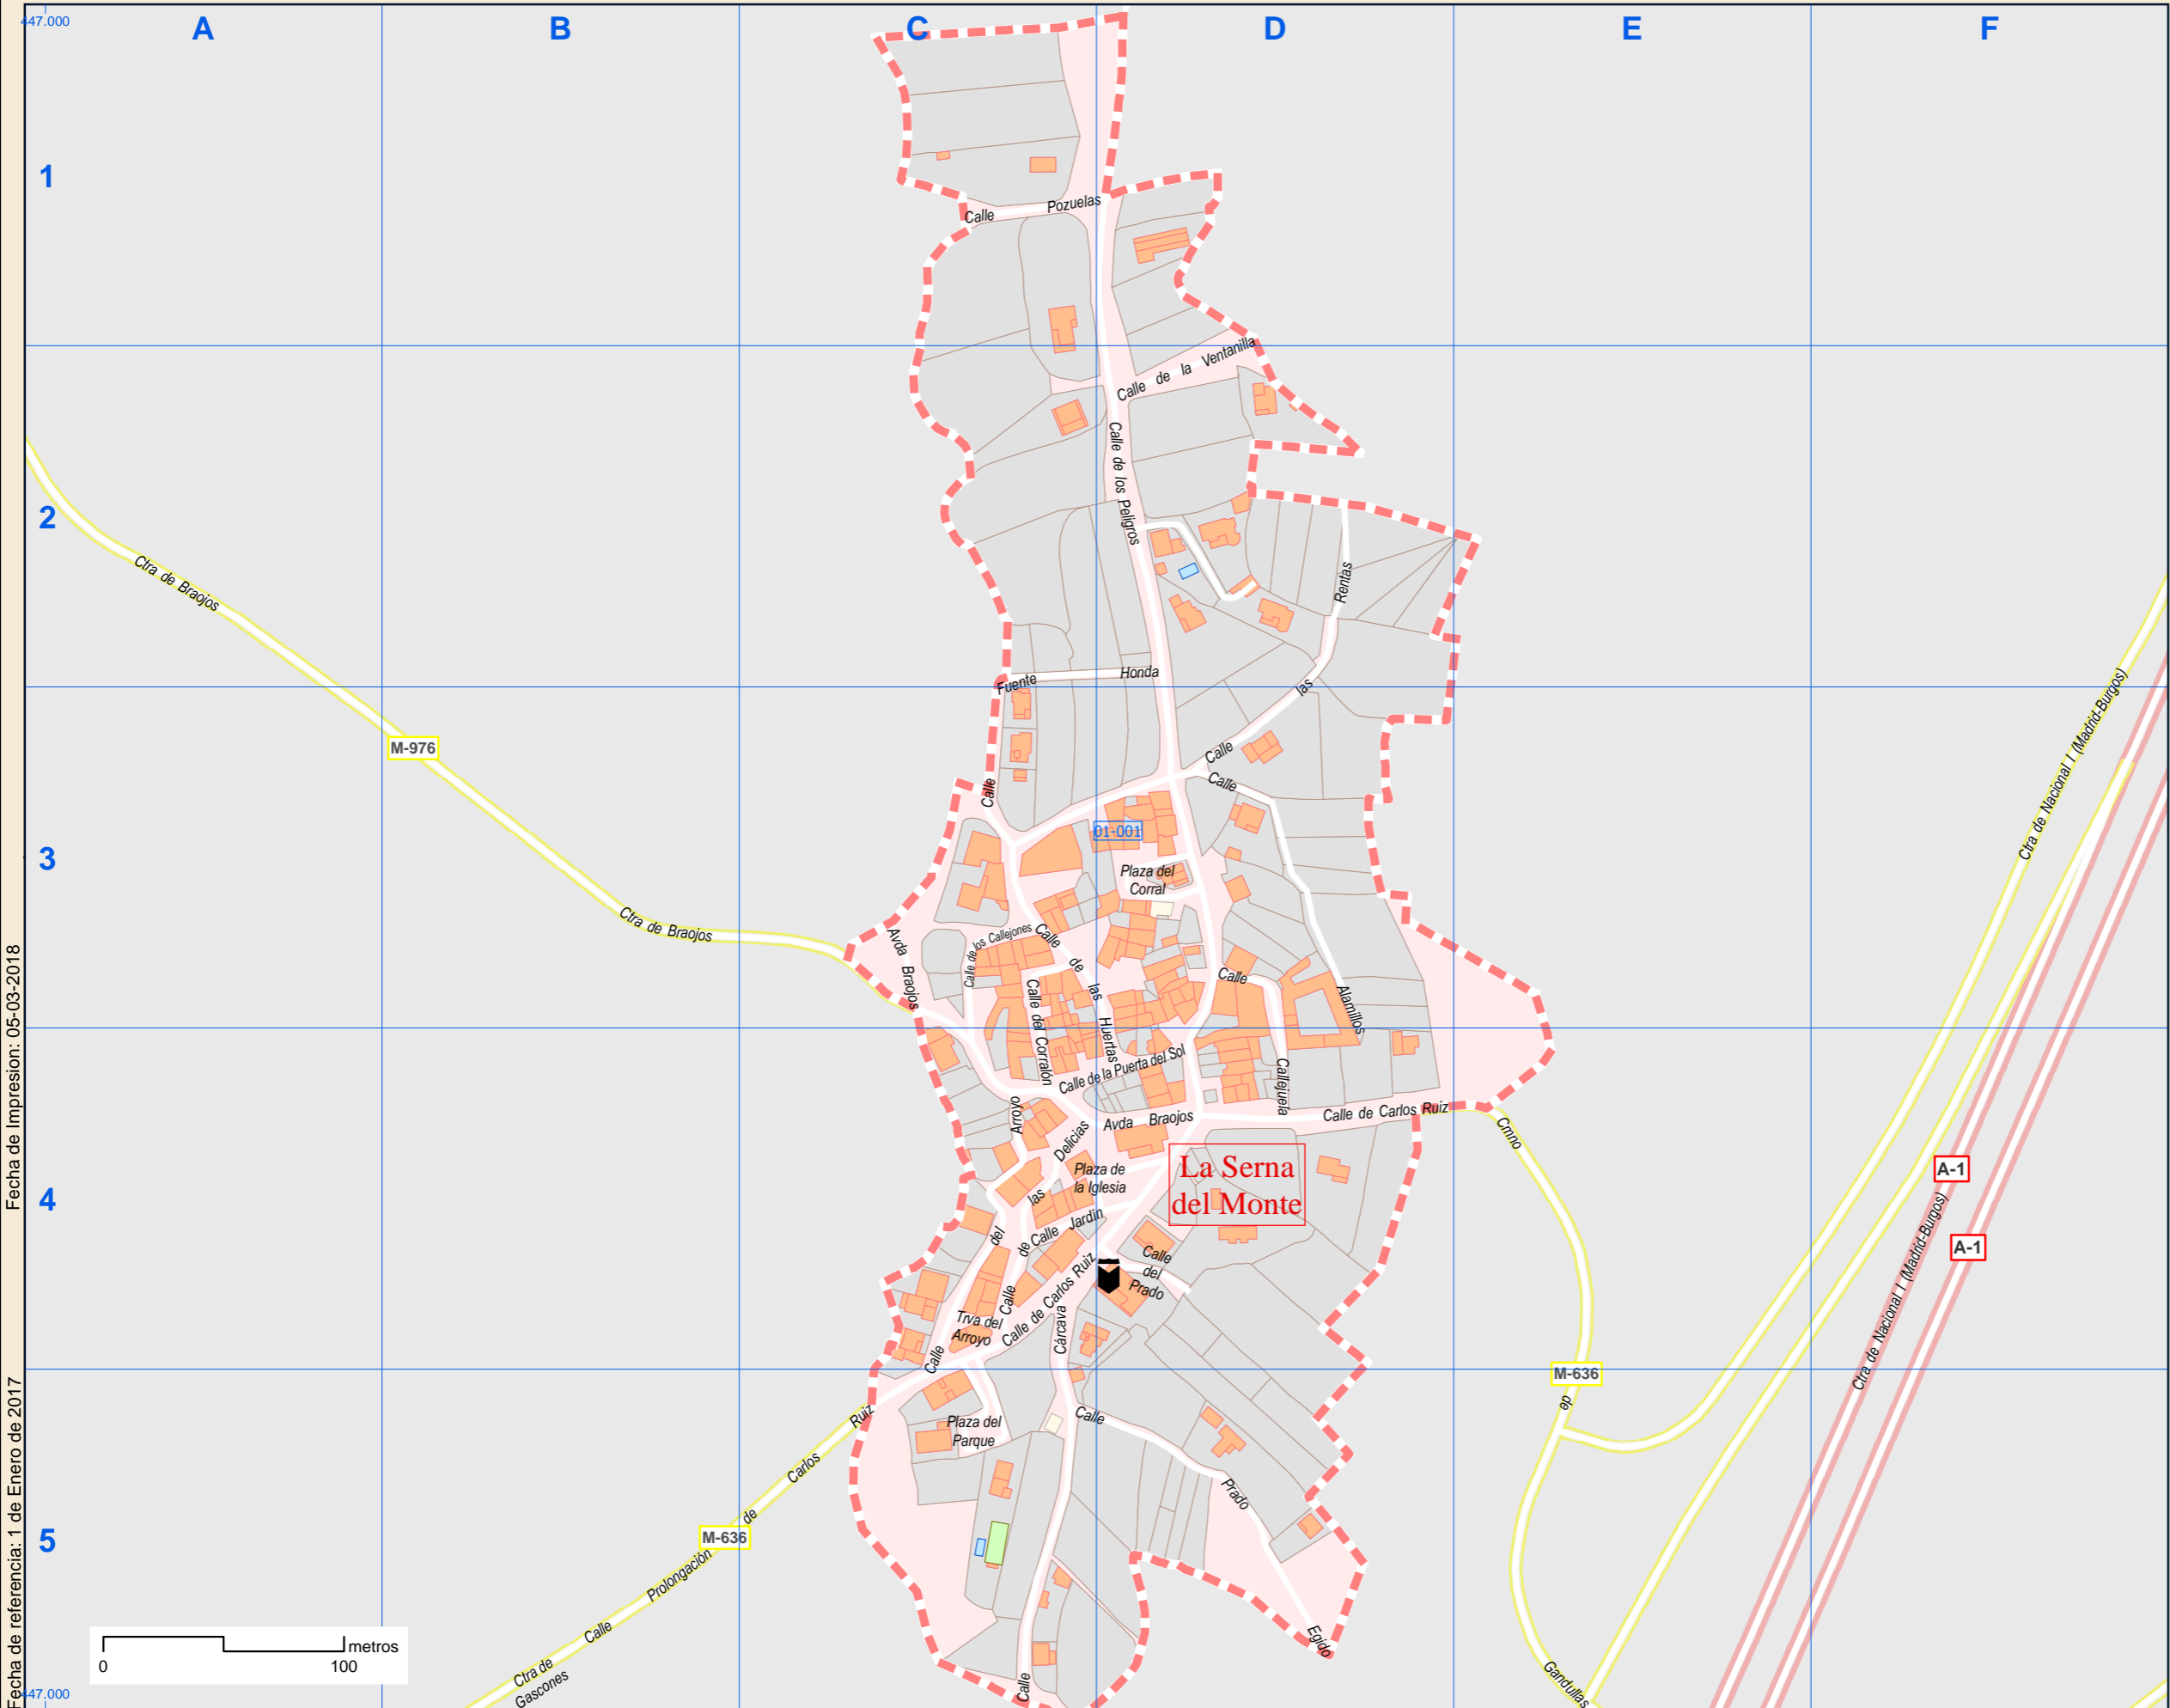 447.000
A
B
C
D
E
F
1
Calle Pozuelas
Calle de la Ventanilla
Calle de los Peligros
2
Ctra de Braojos
Rentas
Fuente Honda
las
Calle
M-976
Calle
Calle
01-001
3
Plaza del
Corral
Ctra de Braojos
Avda Braojos
Calle de los Callejones
Calle de las Huertas
Calle del Corralón
Calle
Callejuela
Alamillos
Calle de la Puerta del Sol
Arroyo
Avda Braojos
Calle de Carlos Ruiz
Delicias
Cmno
Plaza de
la Iglesia
La Serna
del Monte
4
las
Calle Jardin
del
de
Calle
Calle
del
Prado
Calle de Carlos Ruiz
Cárcava
Trva del
Arroyo
Calle
Ctra de Nacional I (Madrid-Burgos)
A-1
A-1
Ctra de Nacional I (Madrid-Burgos)
M-636
de
Plaza del
Parque
Calle
Prado
Egido
Ruiz
Carlos
de
M-636
Prolongación
Calle
Ctra de
Gascones
5
Calle
Gandullas
metros
0
100
447.000
Fecha de Impresion: 05-03-2018
Fecha de referencia: 1 de Enero de 2017